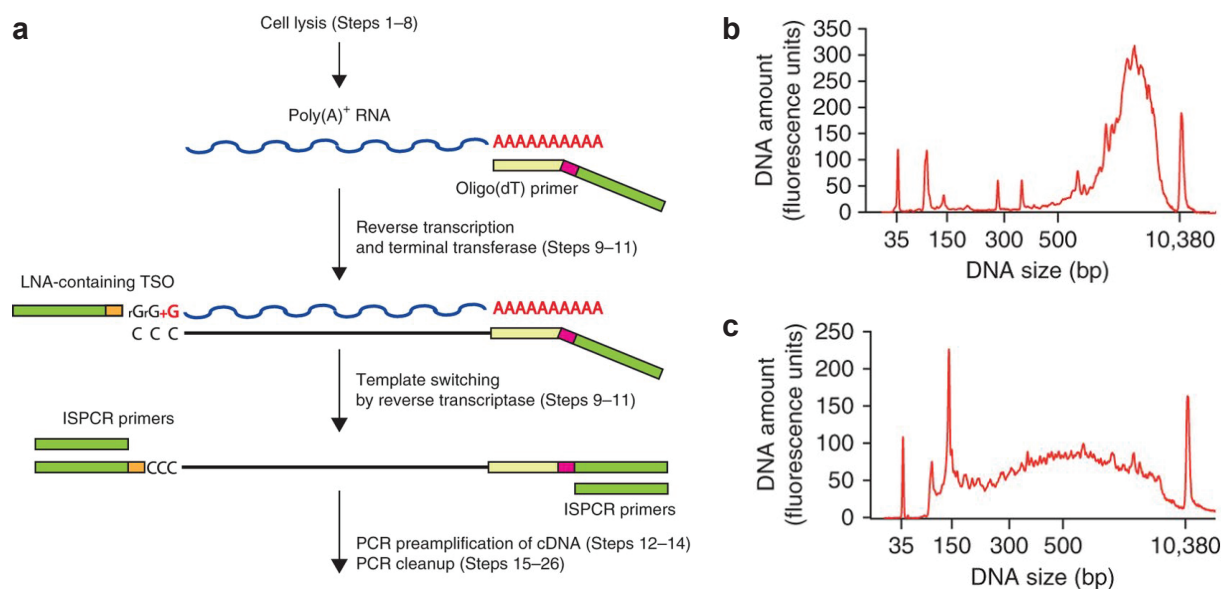 a
Cell lysis (Steps 1–8)
Poly(A)+ RNA
AAAAAAAAAA
Oligo(dT) primer
Reverse transcription
and terminal transferase (Steps 9–11)
LNA-containing TSO
rGrG+G
AAAAAAAAAA
C C C
Template switching
by reverse transcriptase (Steps 9–11)
ISPCR primers
CCC
ISPCR primers
PCR preamplification of cDNA (Steps 12–14)
PCR cleanup (Steps 15–26)
b
DNA amount
(fluorescence units)
350
300
250
200
150
100
50
0
35 150 300 500 10,380
DNA size (bp)
c
DNA amount
(fluorescence units)
250
200
150
100
50
0
35 150 300 500 10,380
DNA size (bp)